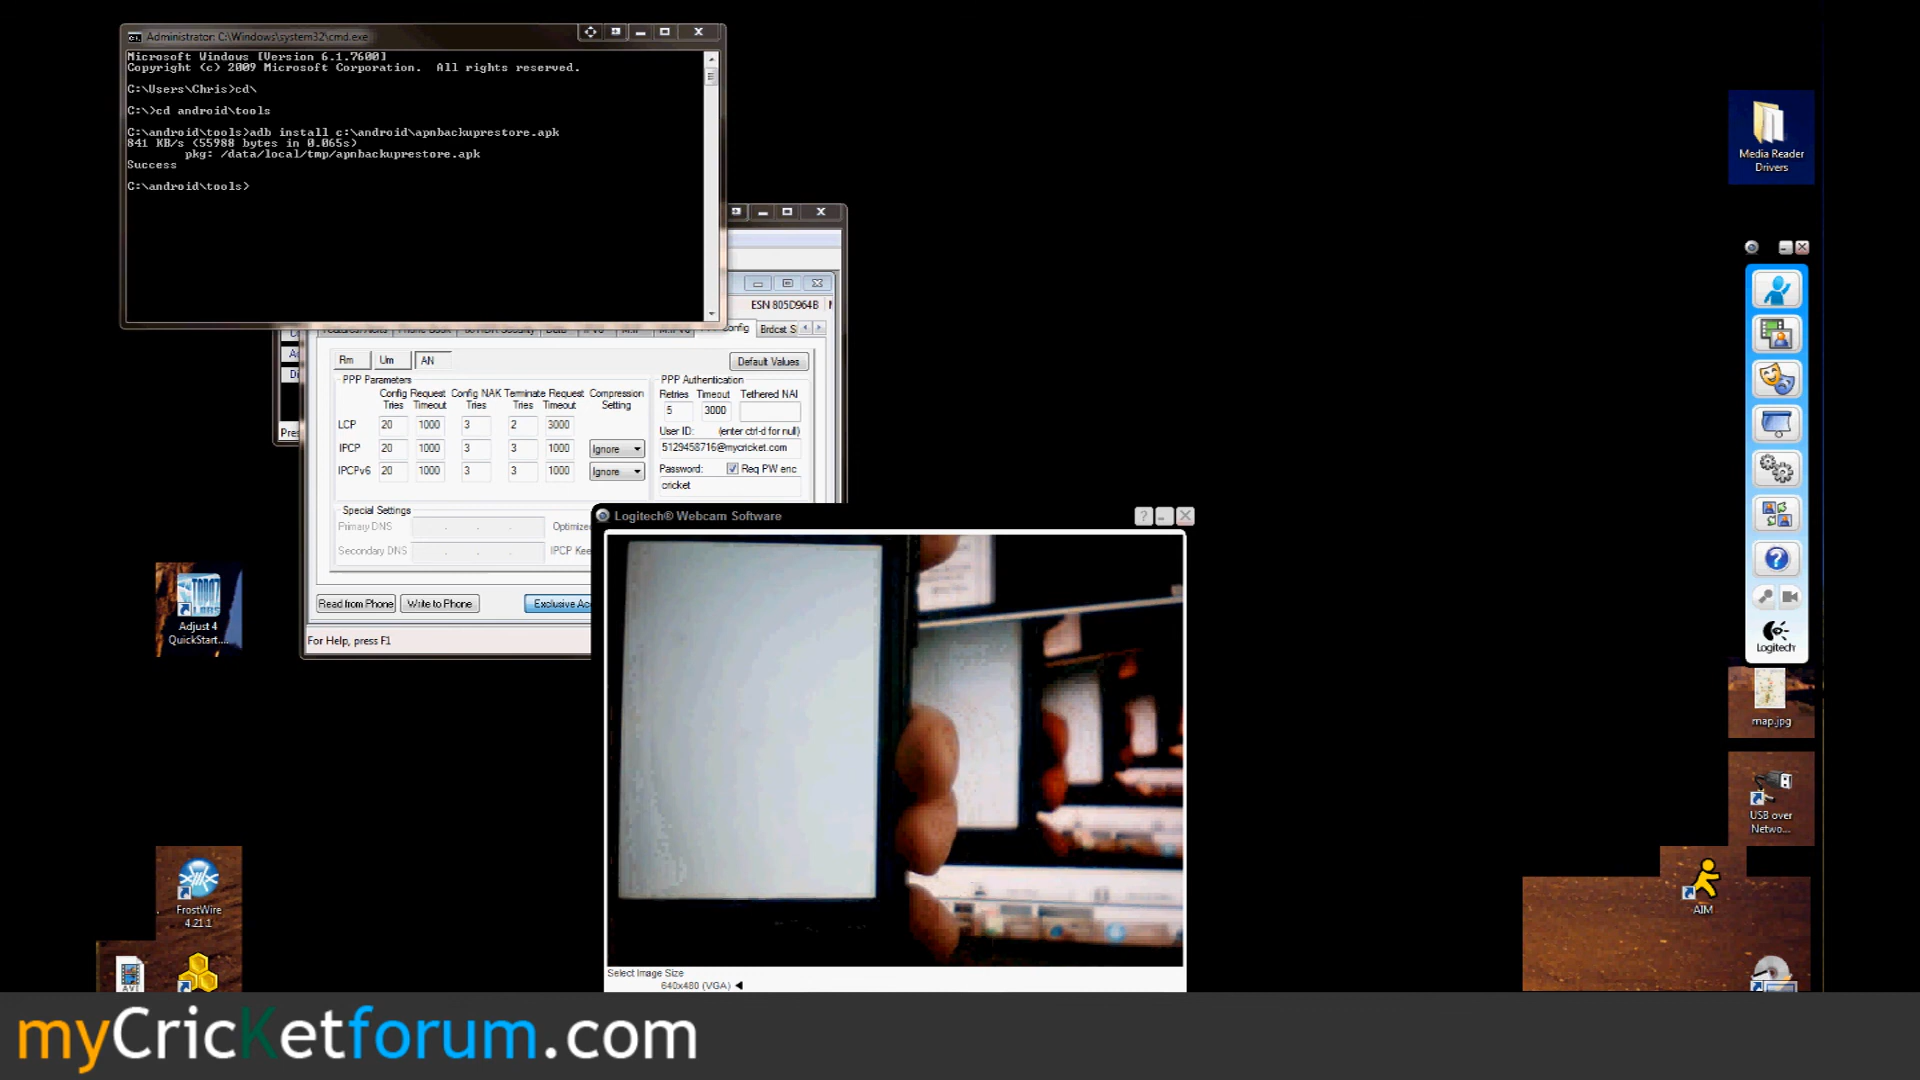 Administrator: C:\Windows\system32\cmd.exe
Microsoft Windows [Version 6.1.7600]
Copyright (c) 2009 Microsoft Corporation.  All rights reserved.
C:\Users\Chris>cd\
C:\>cd android\tools
C:\android\tools>adb install c:\android\apnbackuprestore.apk
841 KB/s (55988 bytes in 0.065s)
pkg: /data/local/tmp/apnbackuprestore.apk
Success
C:\android\tools>
Media Reader
Drivers
ESN 805D964B
Brdcst S
Rm
Um
AN
Default Values
PPP Parameters
Config Request Config NAK Terminate Request Compression
Tries Timeout Tries Tries Timeout Setting
LCP 20 1000 3 2 3000
IPCP 20 1000 3 3 1000 Ignore
IPCPv6 20 1000 3 3 1000 Ignore
PPP Authentication
Retries Timeout Tethered NAI
5 3000
User ID: (enter ctrl-d for null)
5129458716@mycricket.com
Password: Req PW enc
cricket
Special Settings
Primary DNS
Secondary DNS
IPCP
Read from Phone
Write to Phone
Exclusive
For Help, press F1
Logitech® Webcam Software
Select Image Size
640x480 (VGA)
Adjust 4
QuickStart....
FrostWire
4.21.1
AVI
Logitech
map.jpg
USB over
Netwo...
AIM
myCricKetforum.com